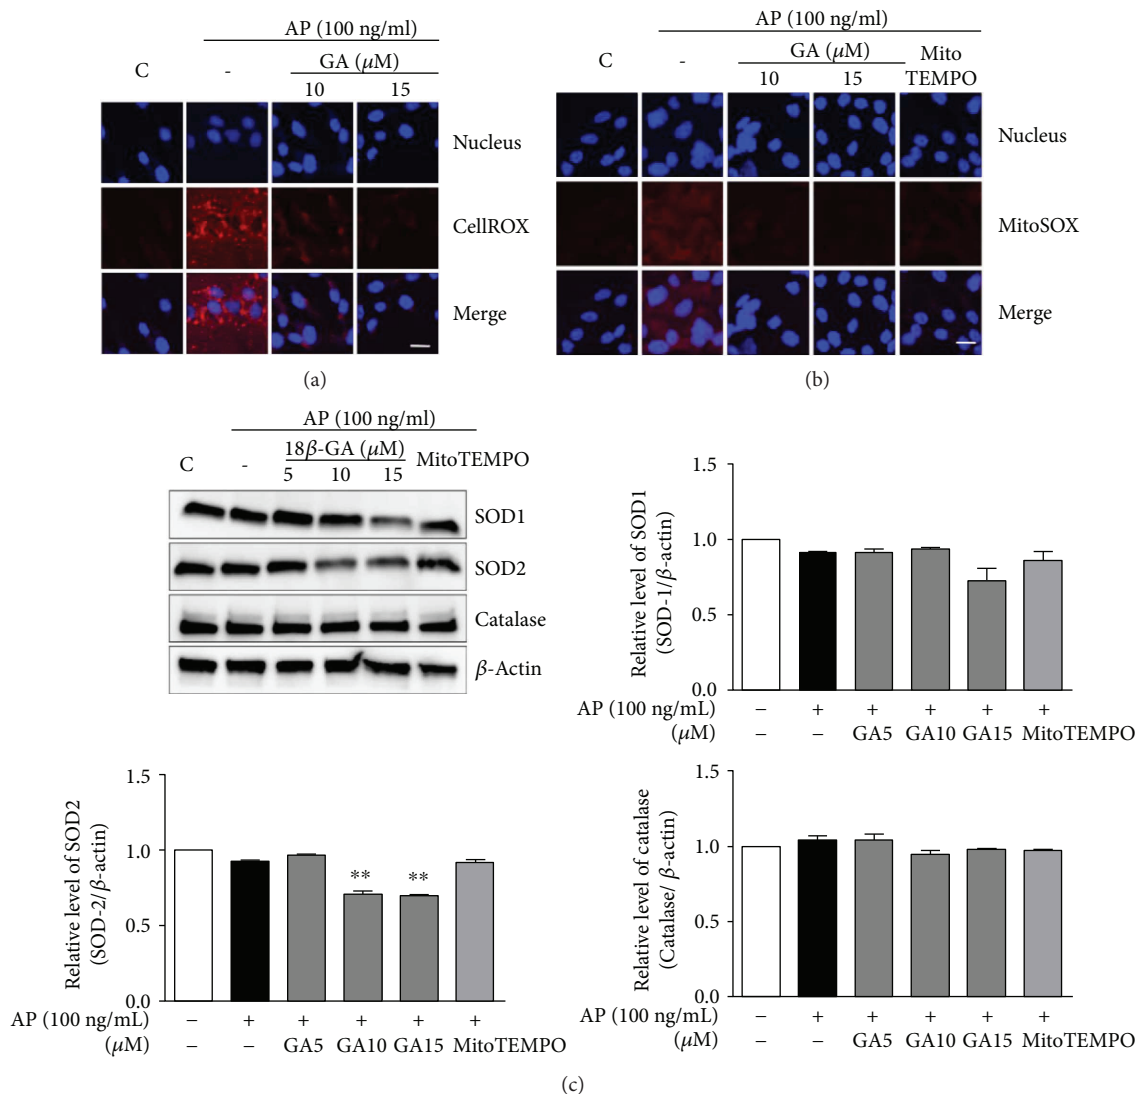 AP (100 ng/ml)
GA (μM)
C
-
10
15
Nucleus
CellROX
Merge
(a)
AP (100 ng/ml)
GA (μM)
Mito
TEMPO
C
-
10
15
Nucleus
MitoSOX
Merge
(b)
AP (100 ng/ml)
18β-GA (μM)
MitoTEMPO
C
-
5
10
15
SOD1
SOD2
Catalase
β-Actin
Relative level of SOD1
(SOD-1/β-actin)
1.5
1.0
0.5
0.0
AP (100 ng/mL) – + + + + +
(μM) – – GA5 GA10 GA15 MitoTEMPO
Relative level of SOD2
(SOD-2/β-actin)
1.5
1.0
0.5
0.0
** **
AP (100 ng/mL) – + + + + +
(μM) – – GA5 GA10 GA15 MitoTEMPO
Relative level of catalase
(Catalase/ β-actin)
1.5
1.0
0.5
0.0
AP (100 ng/mL) – + + + + +
(μM) – – GA5 GA10 GA15 MitoTEMPO
(c)